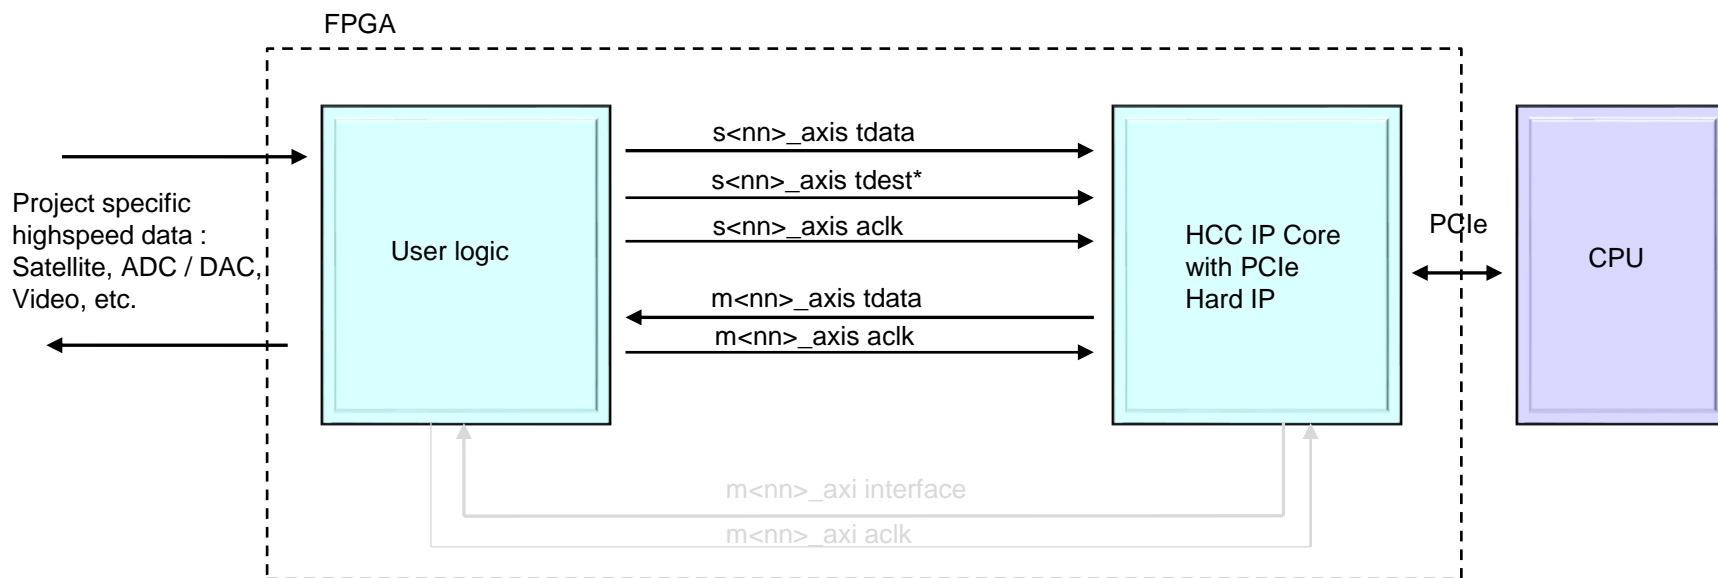 FPGA
s<nn>_axis tdata
s<nn>_axis tdest*
s<nn>_axis aclk
m<nn>_axis tdata
m<nn>_axis aclk
Project specific
highspeed data :
Satellite, ADC / DAC,
Video, etc.
User logic
HCC IP Core
with PCIe
Hard IP
PCIe
CPU
m<nn>_axi interface
m<nn>_axi aclk